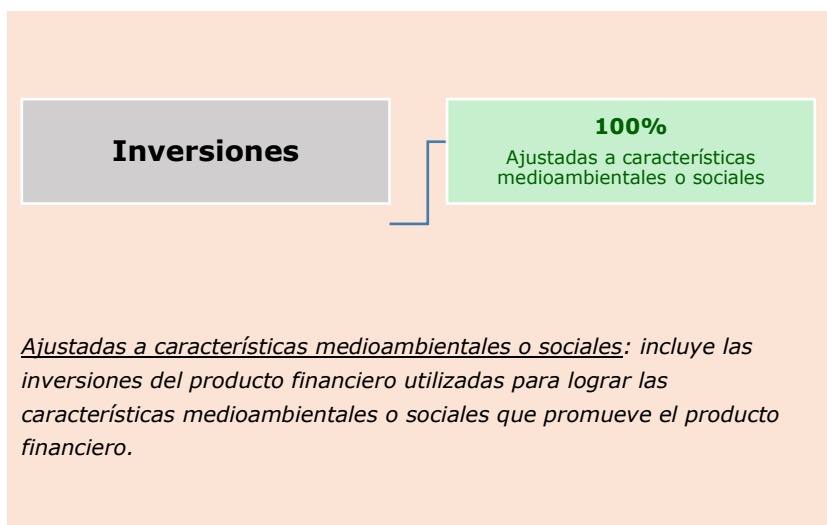 Inversiones
100%
Ajustadas a características
medioambientales o sociales
Ajustadas a características medioambientales o sociales: incluye las
inversiones del producto financiero utilizadas para lograr las
características medioambientales o sociales que promueve el producto
financiero.